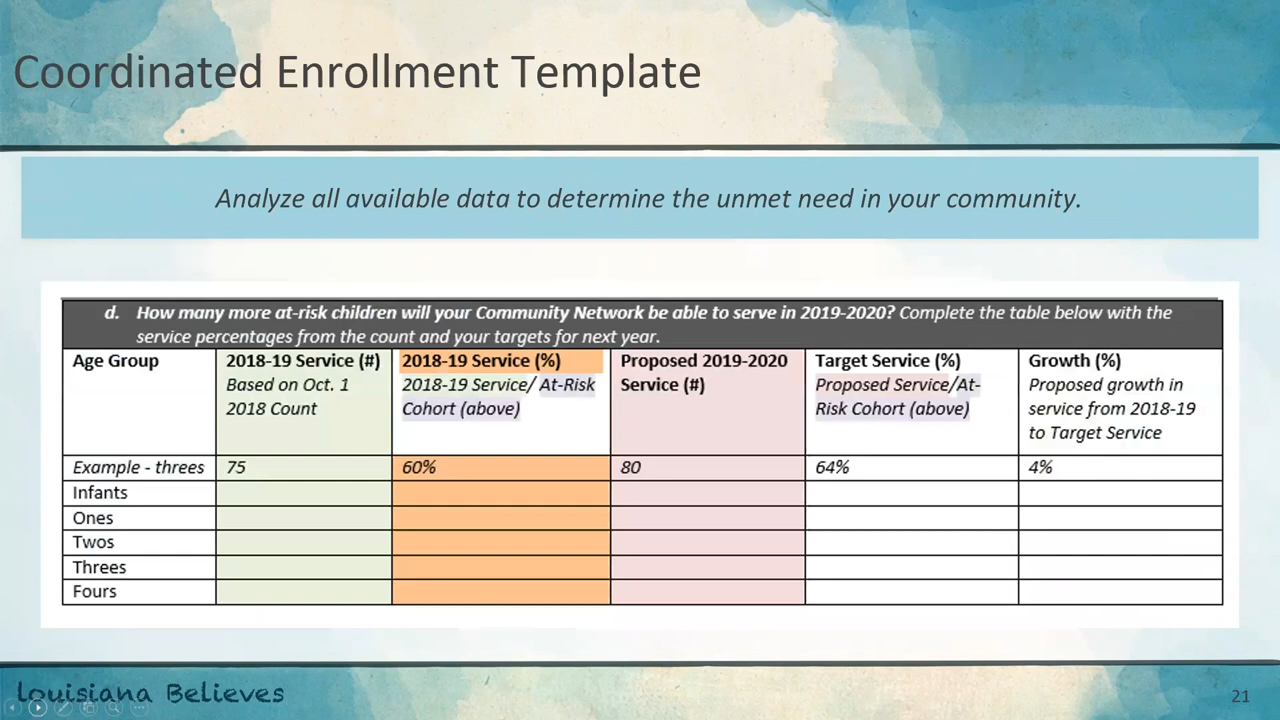 Coordinated Enrollment Template
Analyze all available data to determine the unmet need in your community.
d. How many more at-risk children will your Community Network be able to serve in 2019-2020? Complete the table below with the
service percentages from the count and your targets for next year.
Age Group
2018-19 Service (#)
Based on Oct. 1
2018 Count
2018-19 Service (%)
2018-19 Service/ At-Risk
Cohort (above)
Proposed 2019-2020
Service (#)
Target Service (%)
Proposed Service/At-
Risk Cohort (above)
Growth (%)
Proposed growth in
service from 2018-19
to Target Service
Example - threes 75 60% 80 64% 4%
Infants
Ones
Twos
Threes
Fours
Louisiana Believes
21